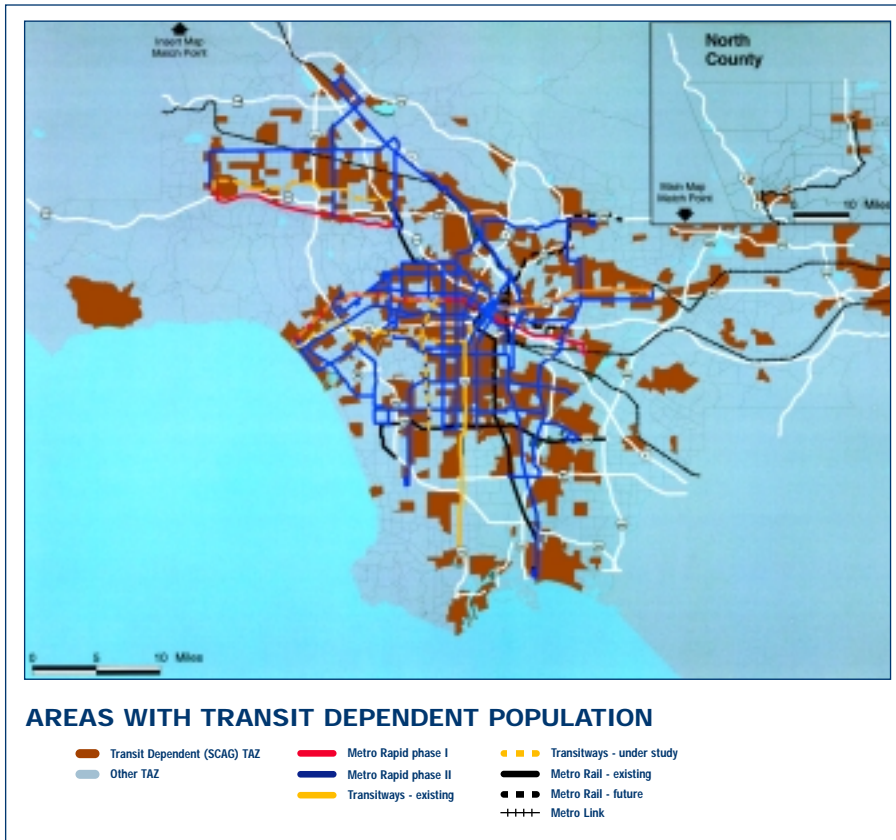 Insert Map
Match Point
North
County
Main Map
Match Point
0 10 Miles
0 5 10 Miles
AREAS WITH TRANSIT DEPENDENT POPULATION
Transit Dependent (SCAG) TAZ
Other TAZ
Metro Rapid phase I
Metro Rapid phase II
Transitways - existing
Transitways - under study
Metro Rail - existing
Metro Rail - future
Metro Link